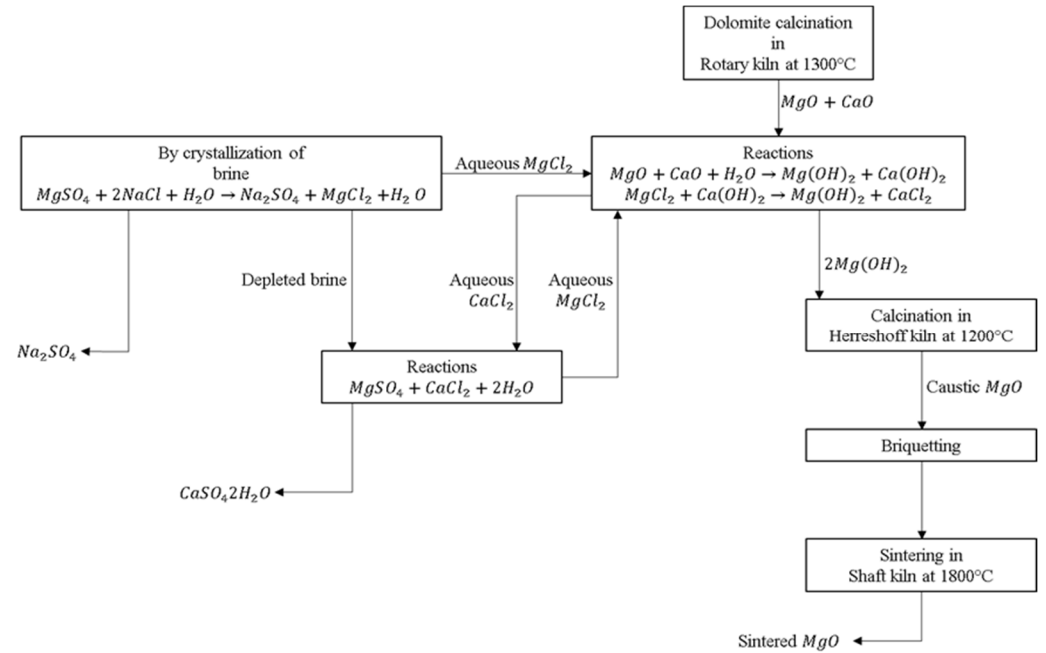 Dolomite calcination
in
Rotary kiln at 1300°C
MgO + CaO
By crystallization of
brine
MgSO₄ + 2NaCl + H₂O → Na₂SO₄ + MgCl₂ +H₂ O
Aqueous MgCl₂
Reactions
MgO + CaO + H₂O → Mg(OH)₂ + Ca(OH)₂
MgCl₂ + Ca(OH)₂ → Mg(OH)₂ + CaCl₂
Depleted brine
Aqueous
CaCl₂
Aqueous
MgCl₂
2Mg(OH)₂
Na₂SO₄
Reactions
MgSO₄ + CaCl₂ + 2H₂O
CaSO₄2H₂O
Calcination in
Herreshoff kiln at 1200°C
Caustic MgO
Briquetting
Sintering in
Shaft kiln at 1800°C
Sintered MgO